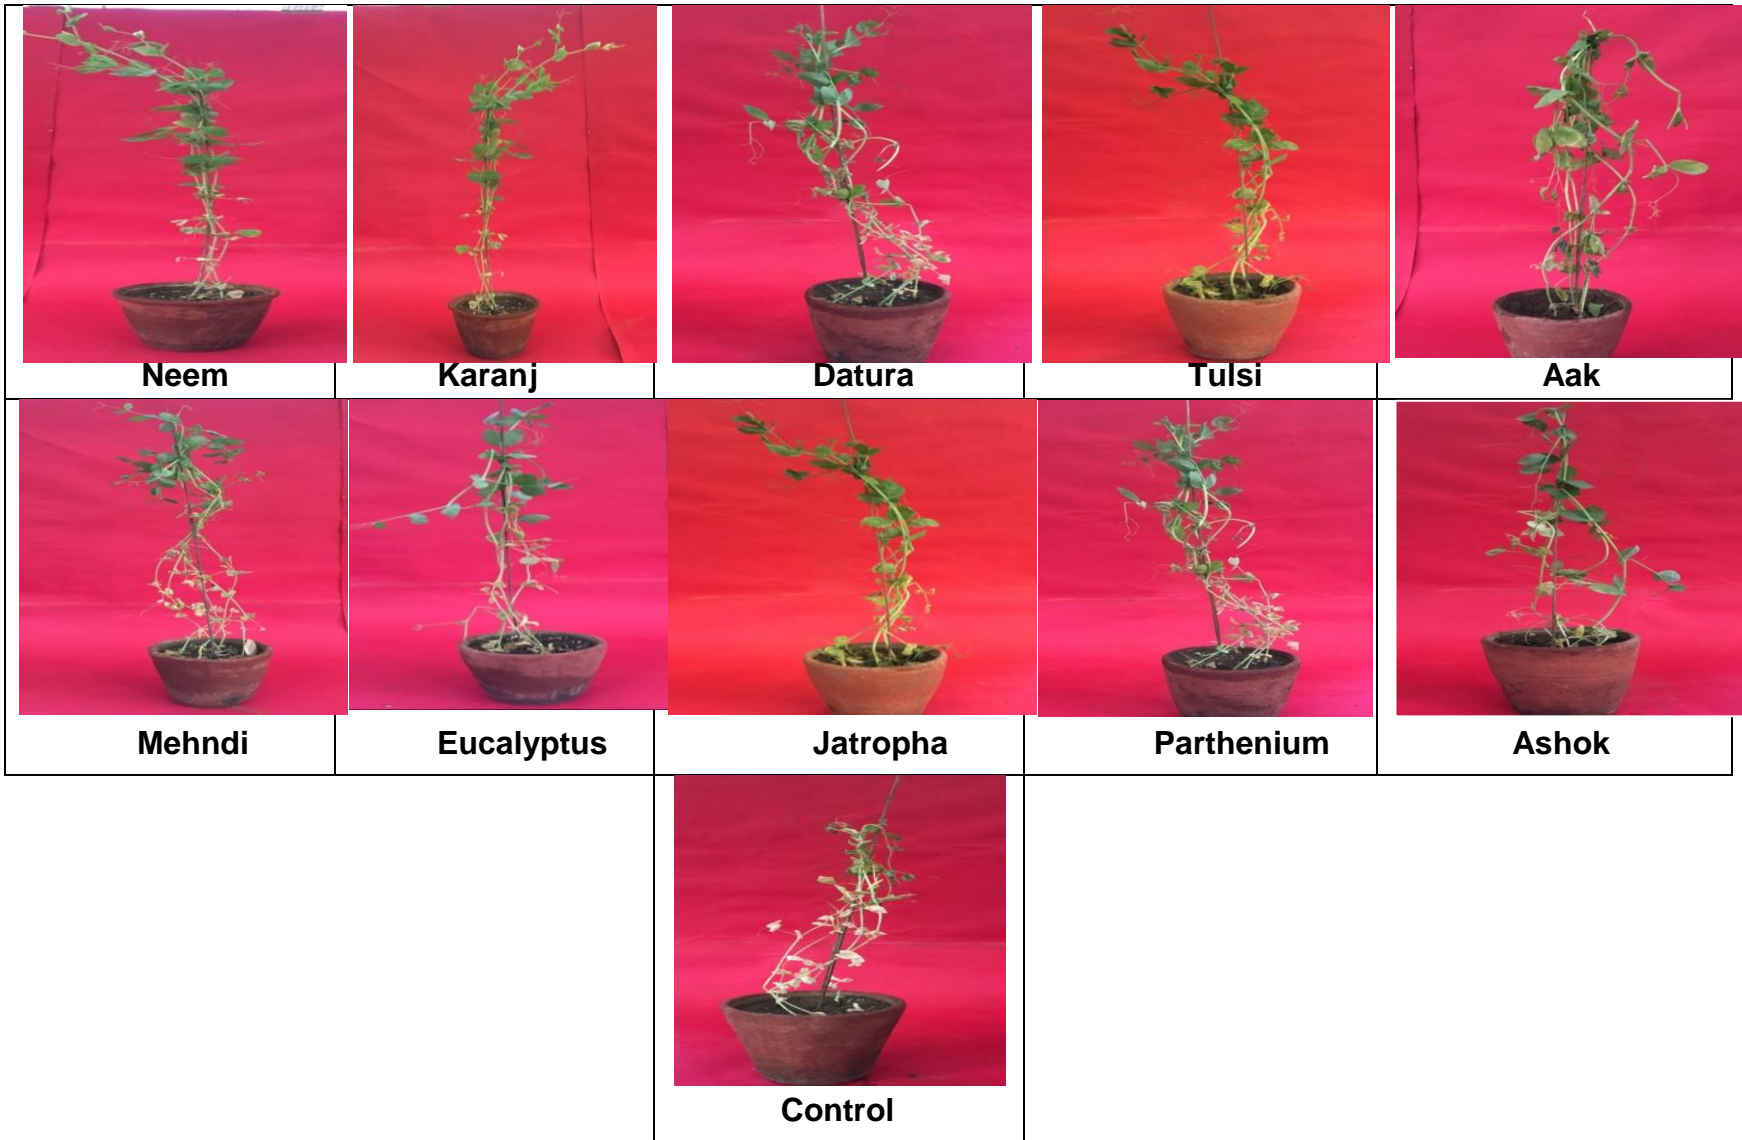 Neem
Karanj
Datura
Tulsi
Aak
Mehndi
Eucalyptus
Jatropha
Parthenium
Ashok
Control